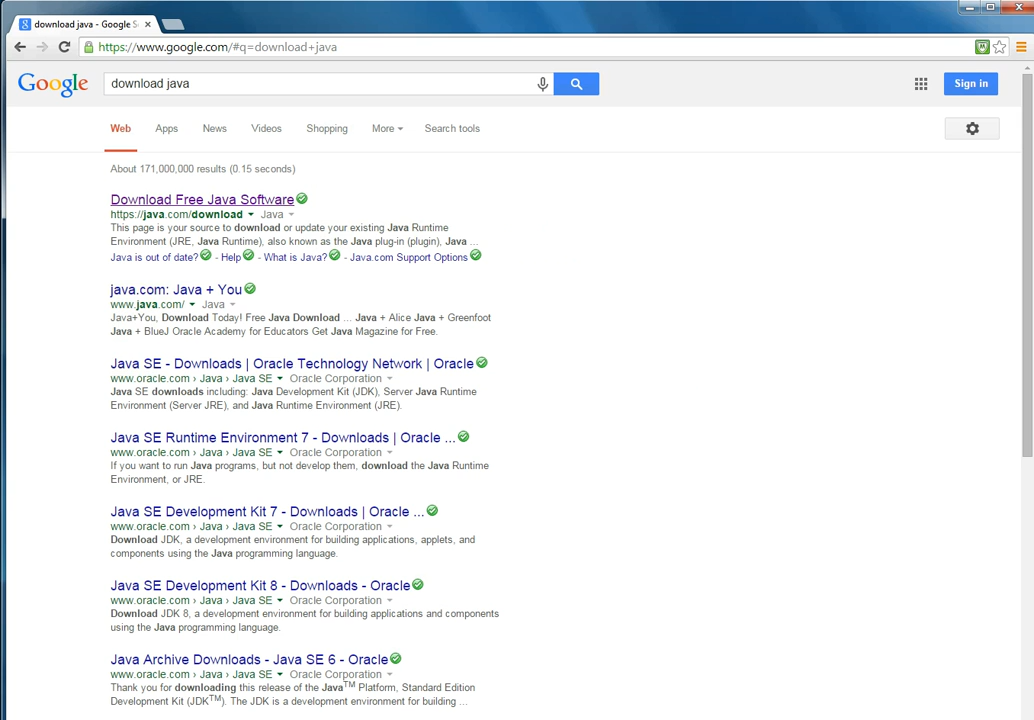 download java - Google S
https://www.google.com/#q=download+java
Google
download java
Sign in
Web Apps News Videos Shopping More Search tools
About 171,000,000 results (0.15 seconds)
Download Free Java Software
https://java.com/download Java
This page is your source to download or update your existing Java Runtime
Environment (JRE, Java Runtime), also known as the Java plug-in (plugin), Java ...
Java is out of date? - Help - What is Java? - Java.com Support Options
java.com: Java + You
www.java.com/ Java
Java+You, Download Today! Free Java Download ... Java + Alice Java + Greenfoot
Java + BlueJ Oracle Academy for Educators Get Java Magazine for Free.
Java SE - Downloads | Oracle Technology Network | Oracle
www.oracle.com › Java › Java SE Oracle Corporation
Java SE downloads including: Java Development Kit (JDK), Server Java Runtime
Environment (Server JRE), and Java Runtime Environment (JRE).
Java SE Runtime Environment 7 - Downloads | Oracle ...
www.oracle.com › Java › Java SE Oracle Corporation
If you want to run Java programs, but not develop them, download the Java Runtime
Environment, or JRE.
Java SE Development Kit 7 - Downloads | Oracle ...
www.oracle.com › Java › Java SE Oracle Corporation
Download JDK, a development environment for building applications, applets, and
components using the Java programming language.
Java SE Development Kit 8 - Downloads - Oracle
www.oracle.com › Java › Java SE Oracle Corporation
Download JDK 8, a development environment for building applications and components
using the Java programming language.
Java Archive Downloads - Java SE 6 - Oracle
www.oracle.com › Java › Java SE Oracle Corporation
Thank you for downloading this release of the Java™ Platform, Standard Edition
Development Kit (JDK™). The JDK is a development environment for building ...